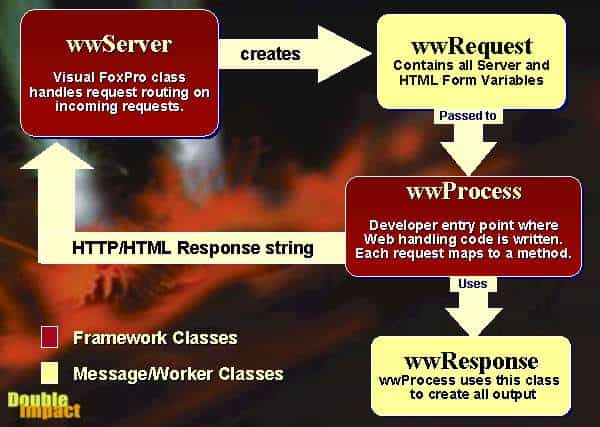 wwServer
Visual FoxPro class
handles request routing on
incoming requests.
creates
wwRequest
Contains all Server and
HTML Form Variables
Passed to
wwProcess
Developer entry point where
Web handling code is written.
Each request maps to a method.
HTTP/HTML Response string
Uses
wwResponse
wwProcess uses this class
to create all output
Framework Classes
Message/Worker Classes
Double
Impact